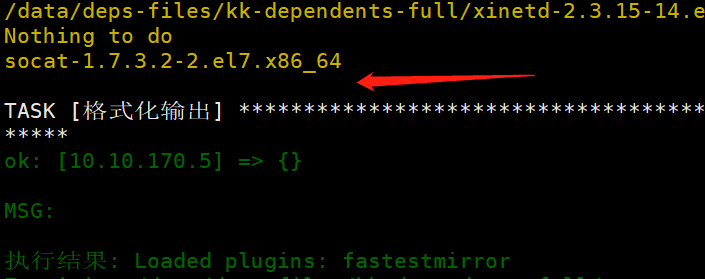 /data/deps-files/kk-dependents-full/xinetd-2.3.15-14.e
Nothing to do
socat-1.7.3.2-2.el7.x86_64
TASK [格式化输出] ************************************
*****
ok: [10.10.170.5] => {}
MSG:
执行结果: Loaded plugins: fastestmirror